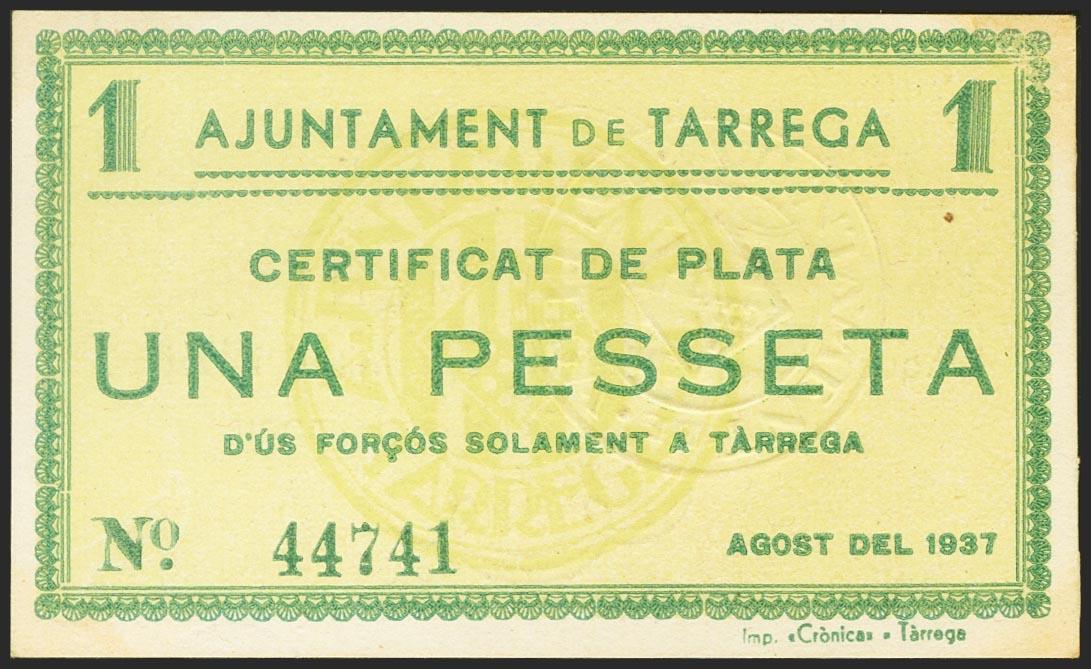 1 AJUNTAMENT DE TARREGA 1
CERTIFICAT DE PLATA
UNA PESSETA
D'ÚS FORÇÓS SOLAMENT A TÀRREGA
Nº. 44741 AGOST DEL 1937
Imp. «Crònica» - Tàrrega